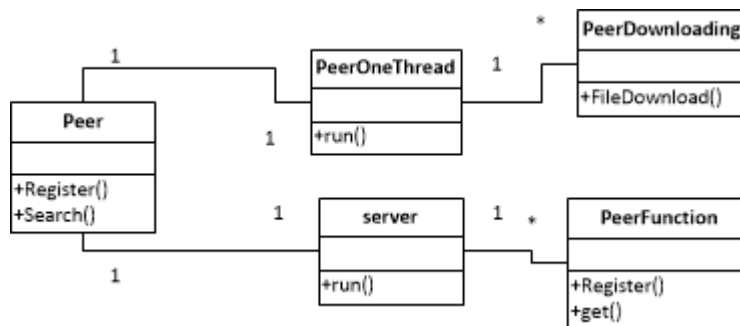 *
PeerDownloading
1
PeerOneThread
1
+FileDownload()
Peer
1
+run()
+Register()
+Search()
1
server
1
*
PeerFunction
1
+run()
+Register()
+get()